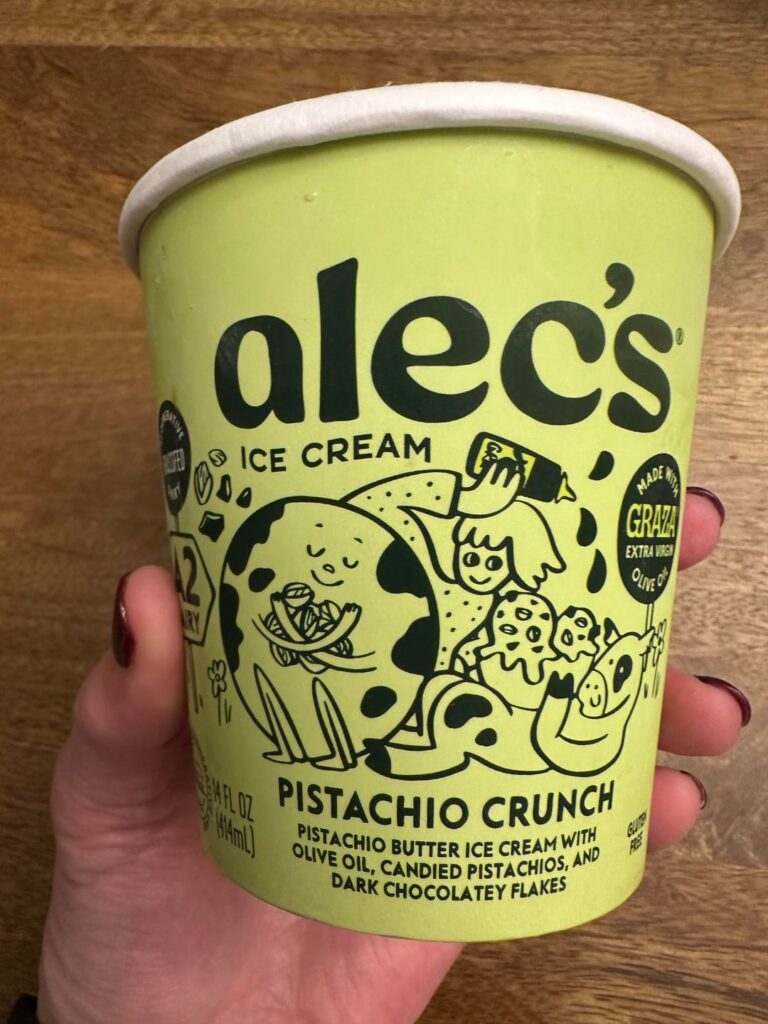 alec's®
ICE CREAM
A2
MADE WITH
GRAZA
EXTRA VIRGIN
OLIVE OIL
14 FL OZ
(414mL)
PISTACHIO CRUNCH
PISTACHIO BUTTER ICE CREAM WITH
OLIVE OIL, CANDIED PISTACHIOS, AND
DARK CHOCOLATEY FLAKES
GLUTEN
FREE